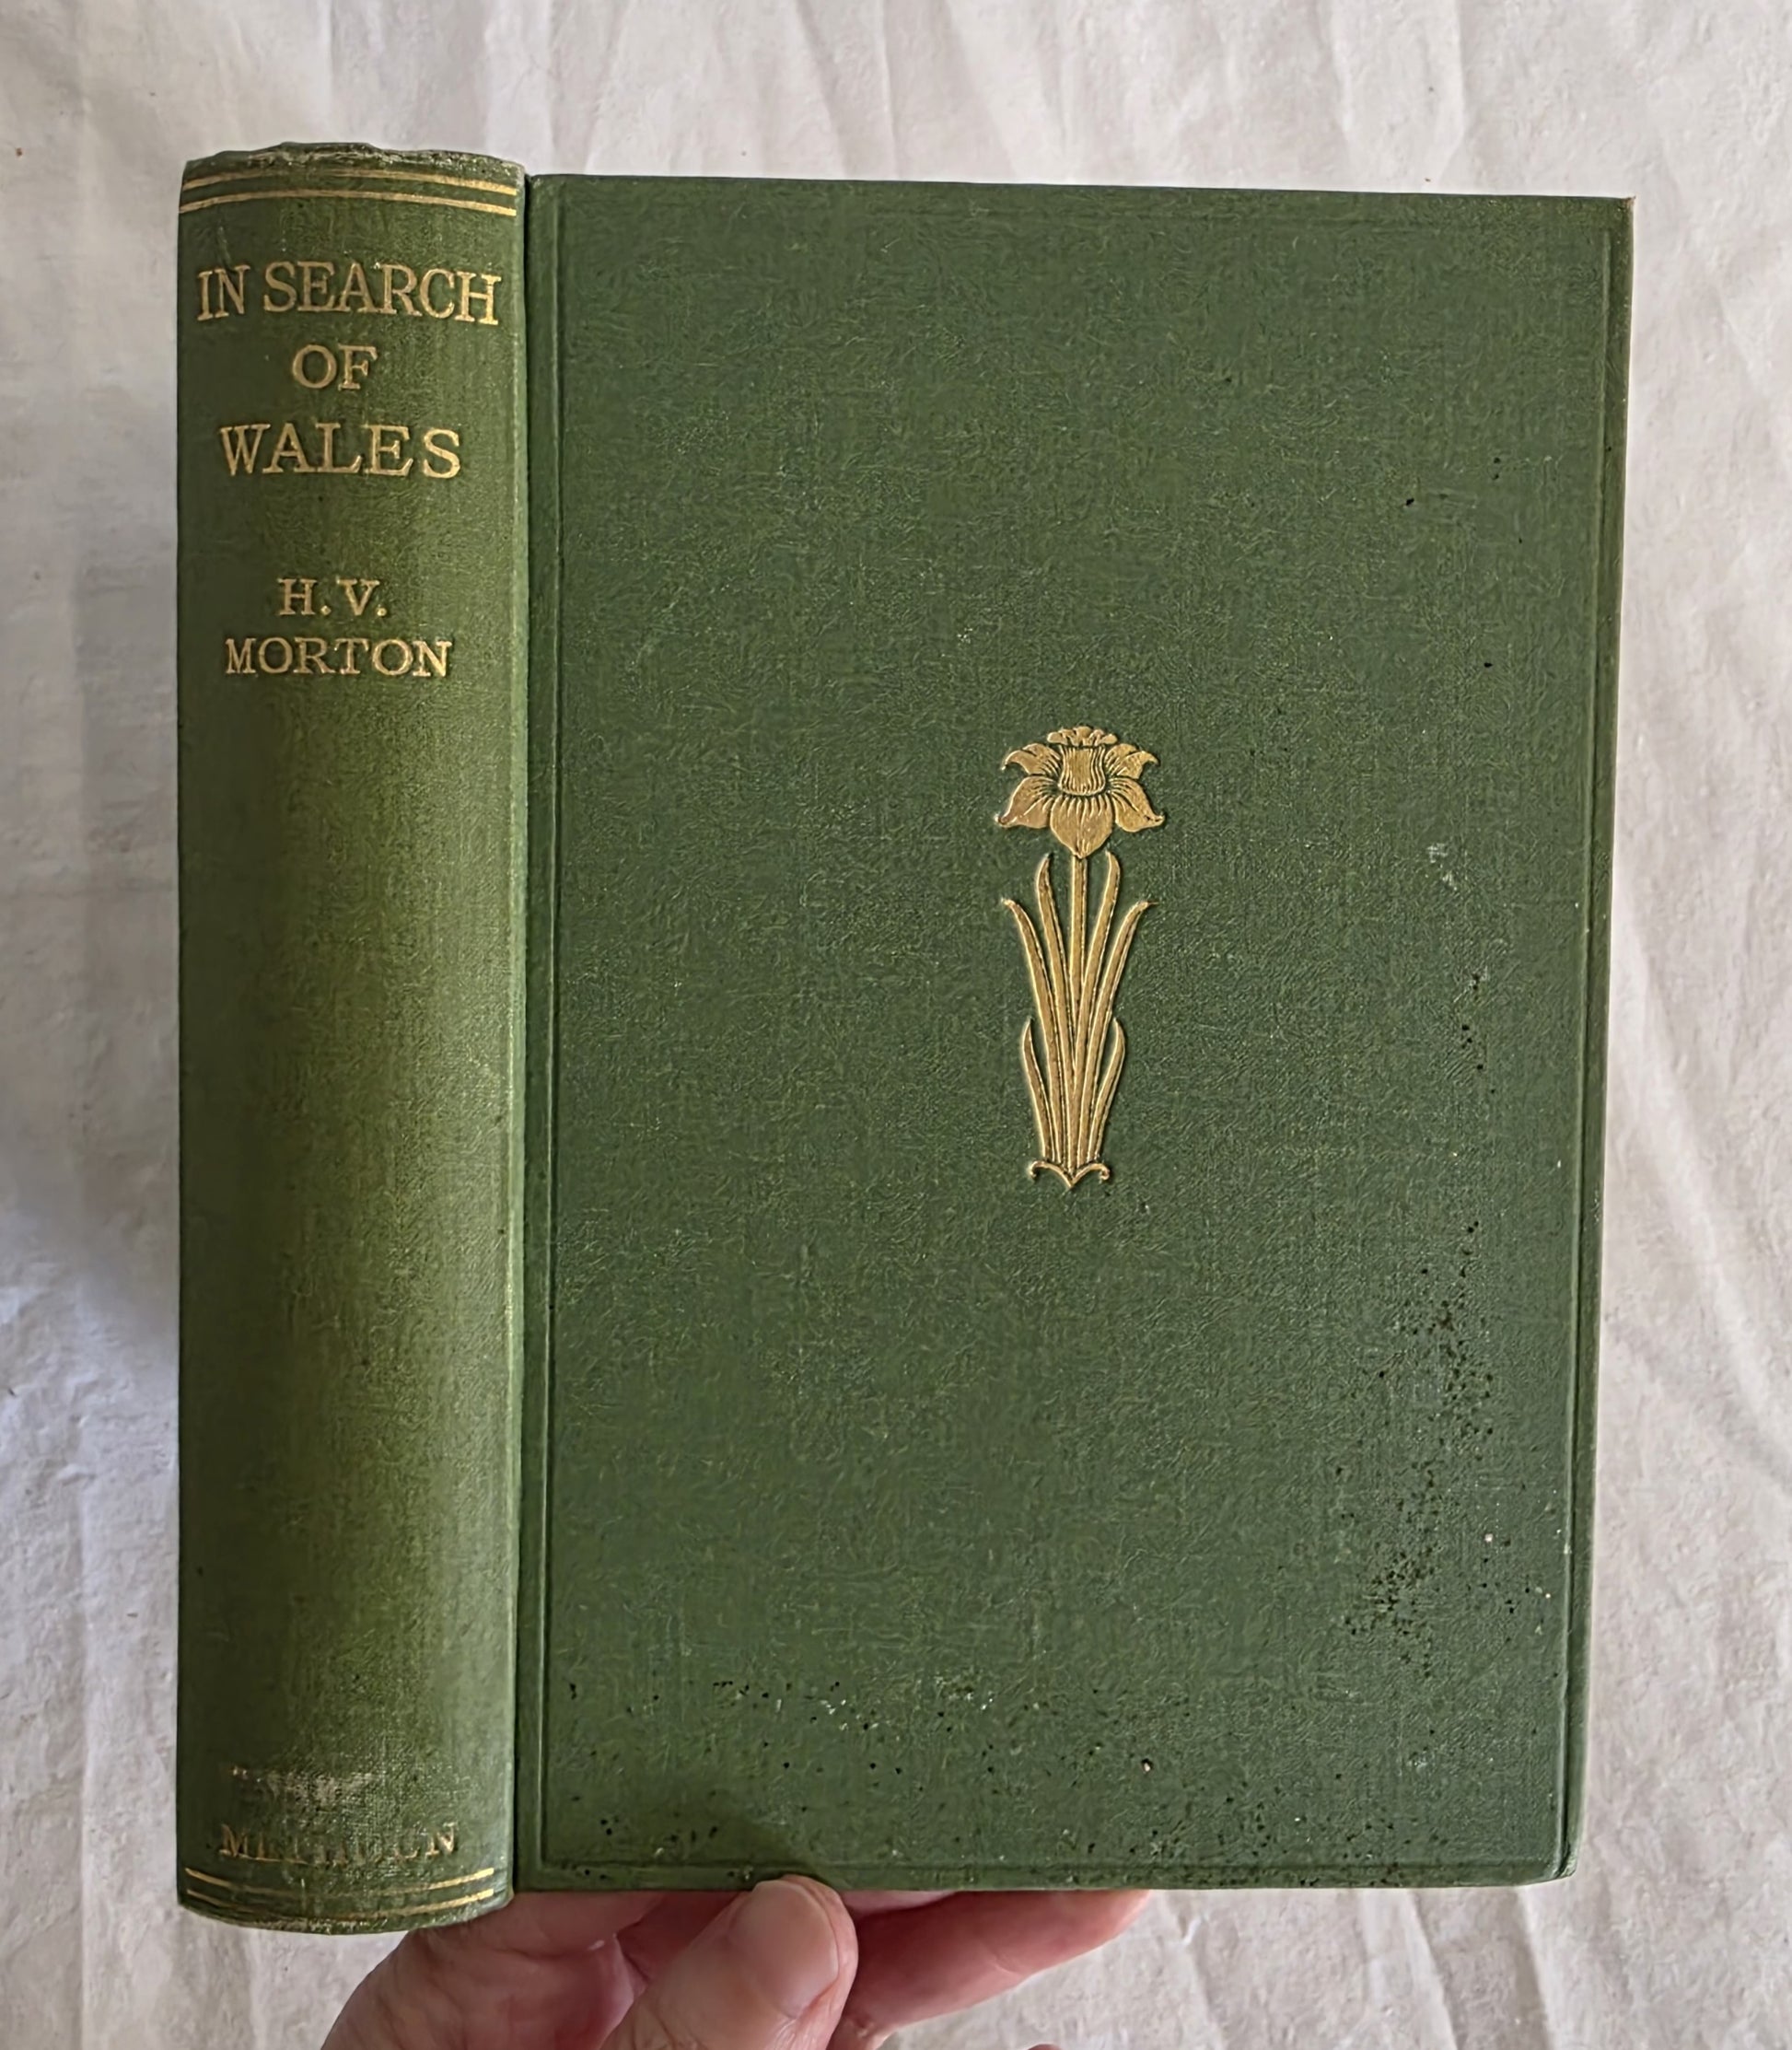 IN SEARCH
OF
WALES
H. V.
MORTON
METHUEN